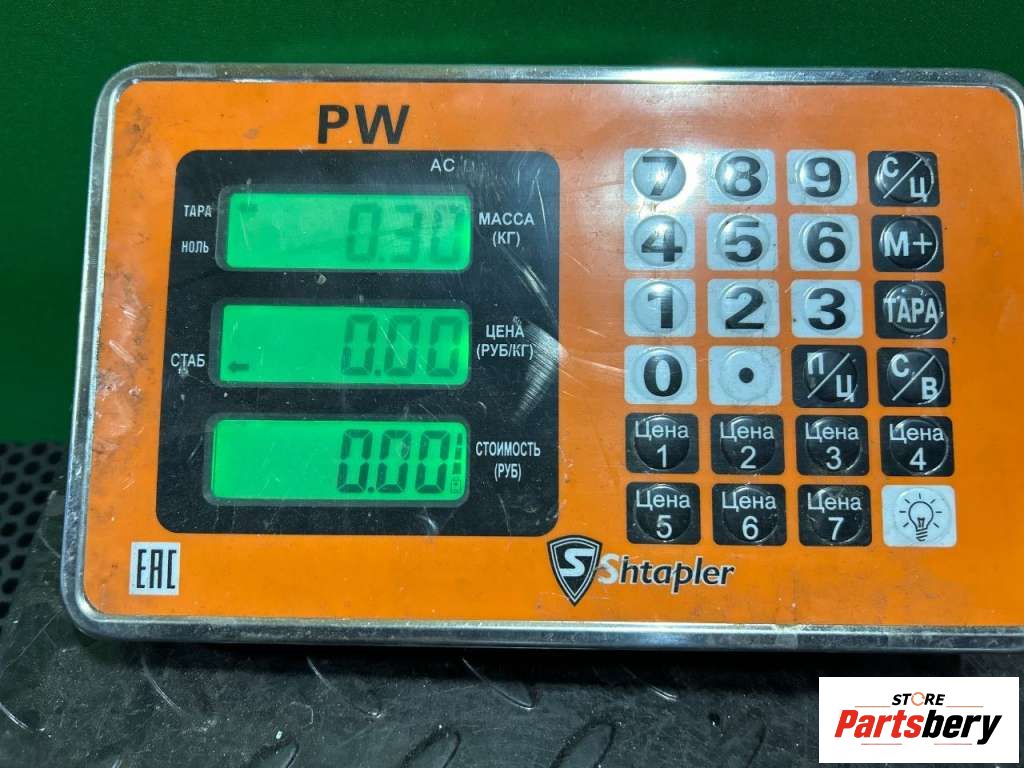 PW
AC
ТАРА
НОЛЬ
0.30
МАССА
(КГ)
СТАБ
0.00
ЦЕНА
(РУБ/КГ)
0.00
СТОИМОСТЬ
(РУБ)
7 8 9 С/Ц
4 5 6 М+
1 2 3 ТАРА
0 • П/Ц С/В
Цена 1 Цена 2 Цена 3 Цена 4
Цена 5 Цена 6 Цена 7
EAC
S Shtapler
STORE
Partsbery